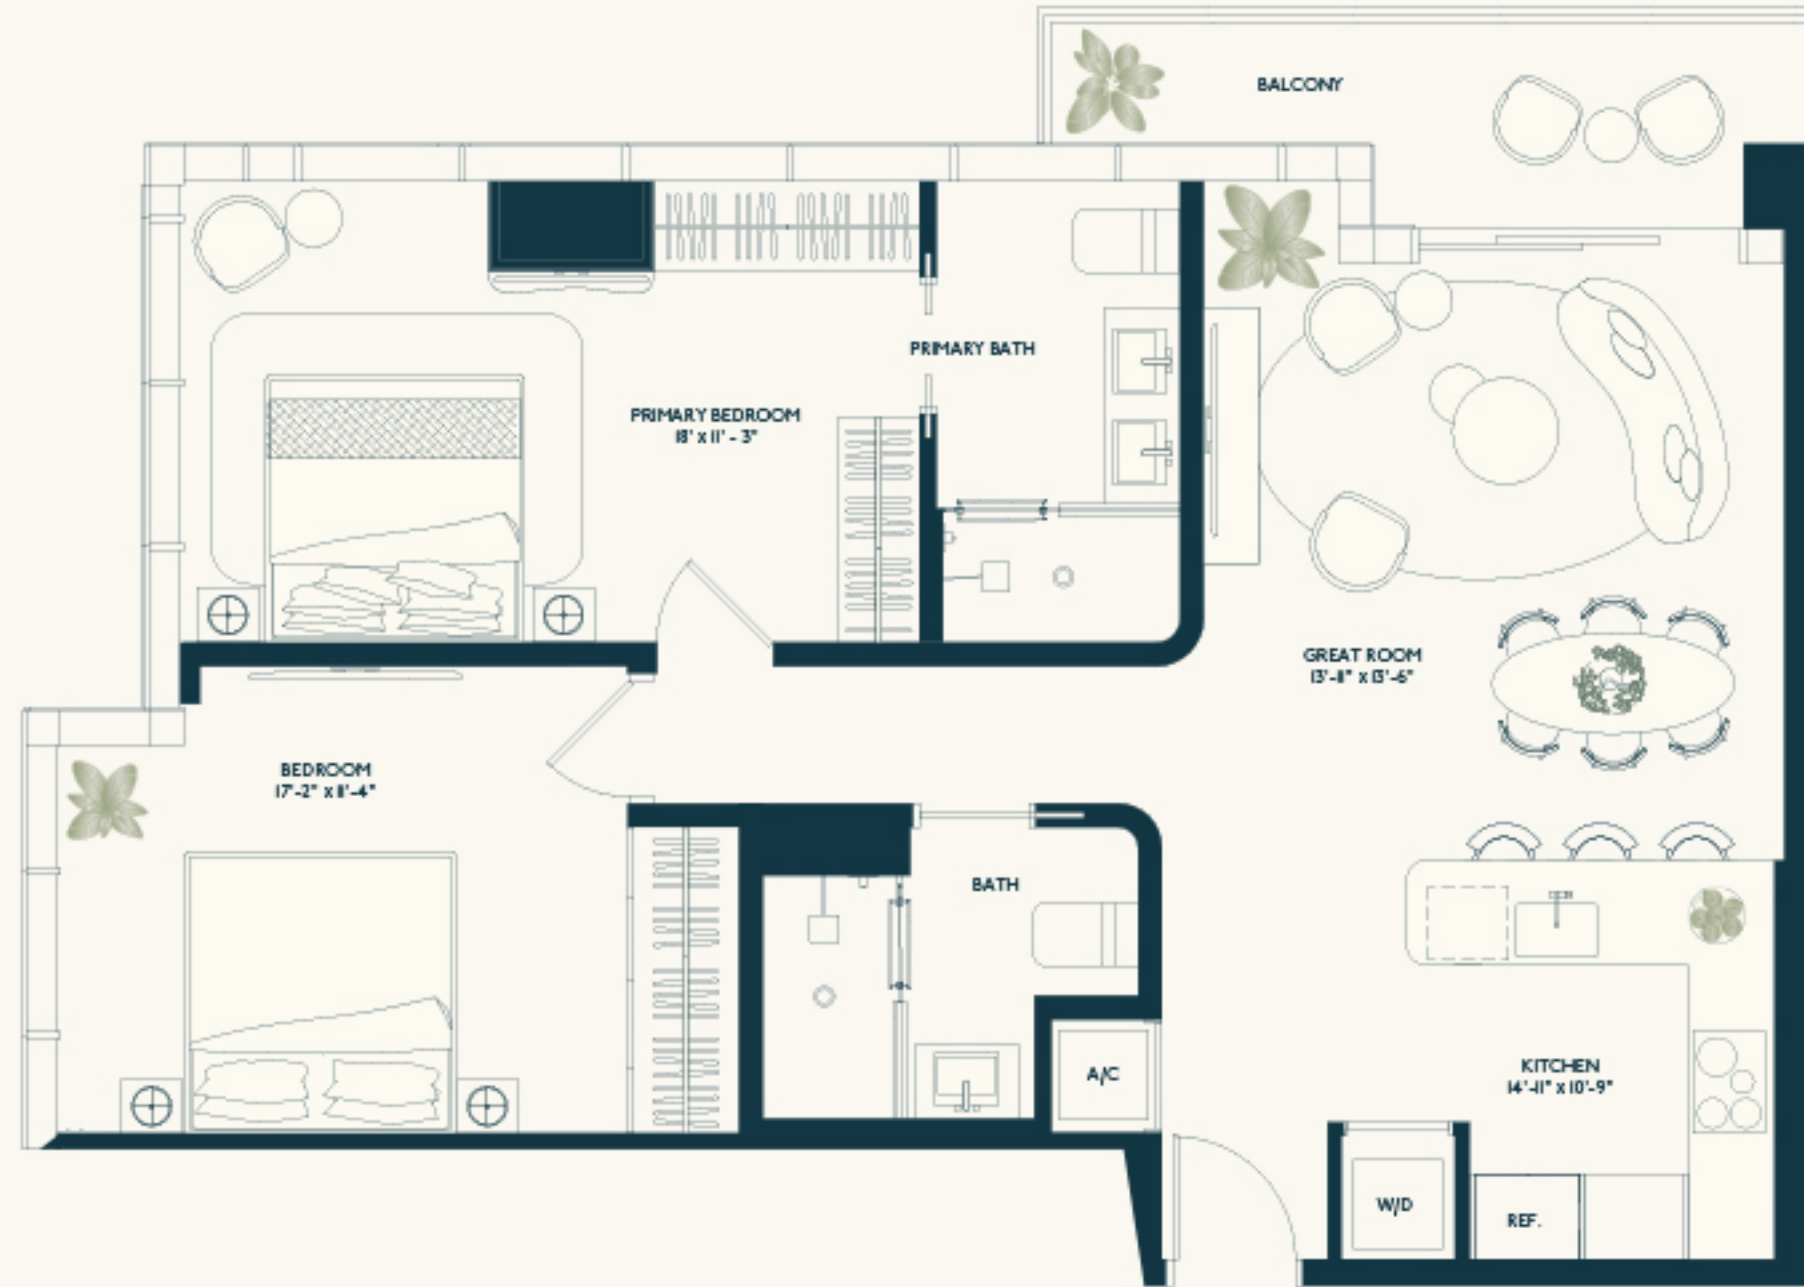 BALCONY
PRIMARY BATH
PRIMARY BEDROOM
18' x 11' - 3"
GREAT ROOM
13'-11" x 13'-6"
BEDROOM
17'-2" x 11'-4"
BATH
A/C
KITCHEN
14'-11" x 10'-9"
W/D
REF.